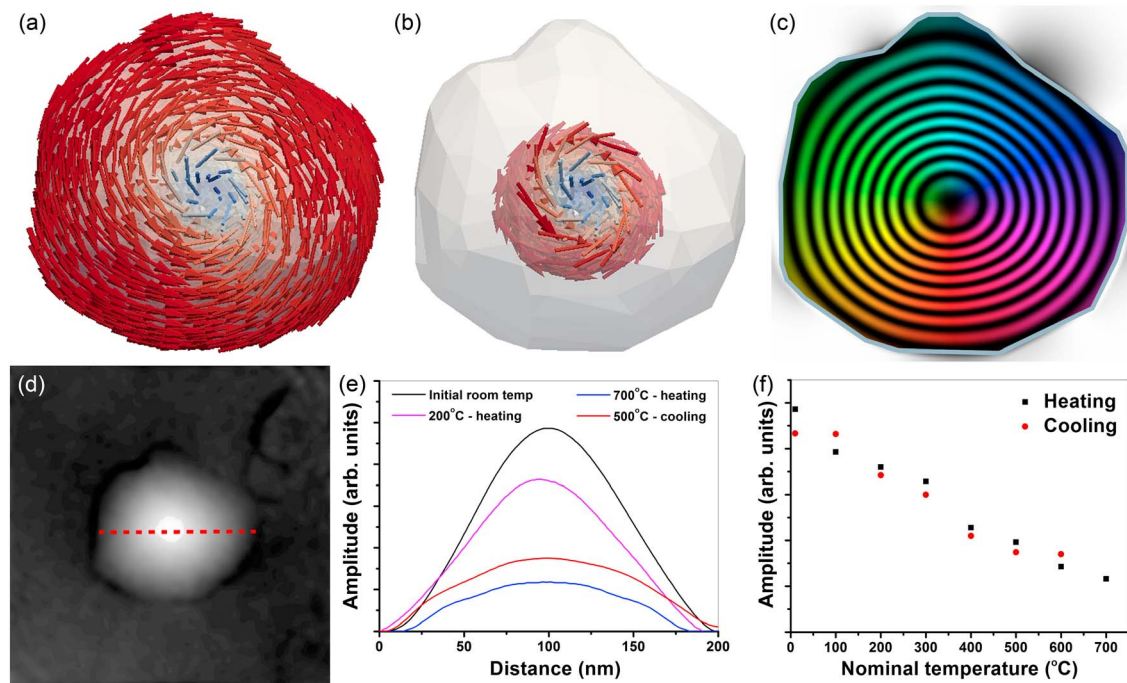 (a)
(b)
(c)
(d)
(e)
Initial room temp
700°C - heating
200°C - heating
500°C - cooling
Amplitude (arb. units)
0 50 100 150 200
Distance (nm)
(f)
Heating
Cooling
Amplitude (arb. units)
0 100 200 300 400 500 600 700
Nominal temperature (°C)